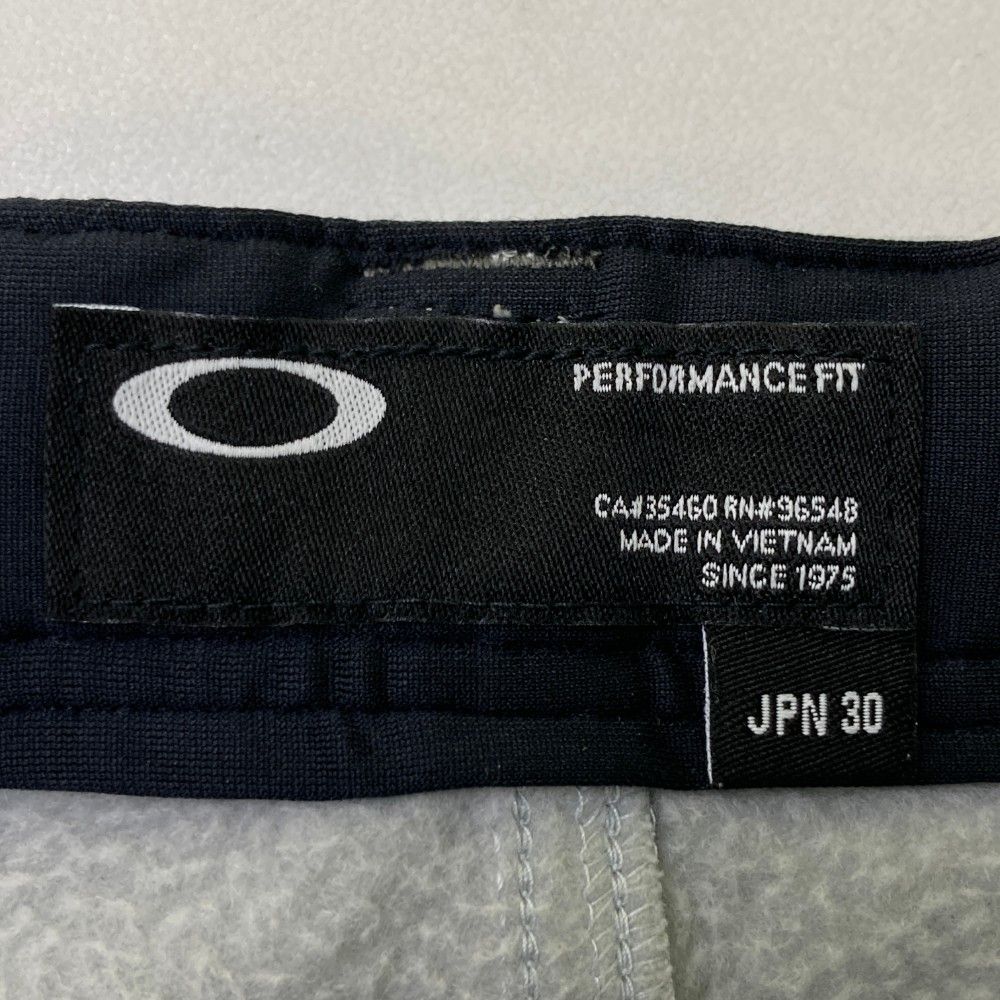 PERFORMANCE FIT
CA#35460 RN#96548
MADE IN VIETNAM
SINCE 1975
JPN 30